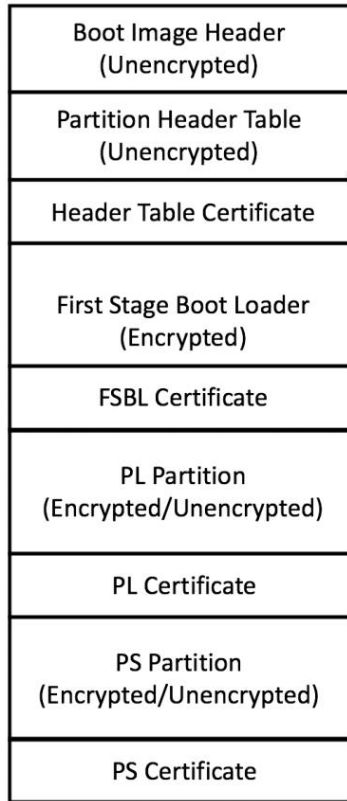 Boot Image Header
(Unencrypted)
Partition Header Table
(Unencrypted)
Header Table Certificate
First Stage Boot Loader
(Encrypted)
FSBL Certificate
PL Partition
(Encrypted/Unencrypted)
PL Certificate
PS Partition
(Encrypted/Unencrypted)
PS Certificate